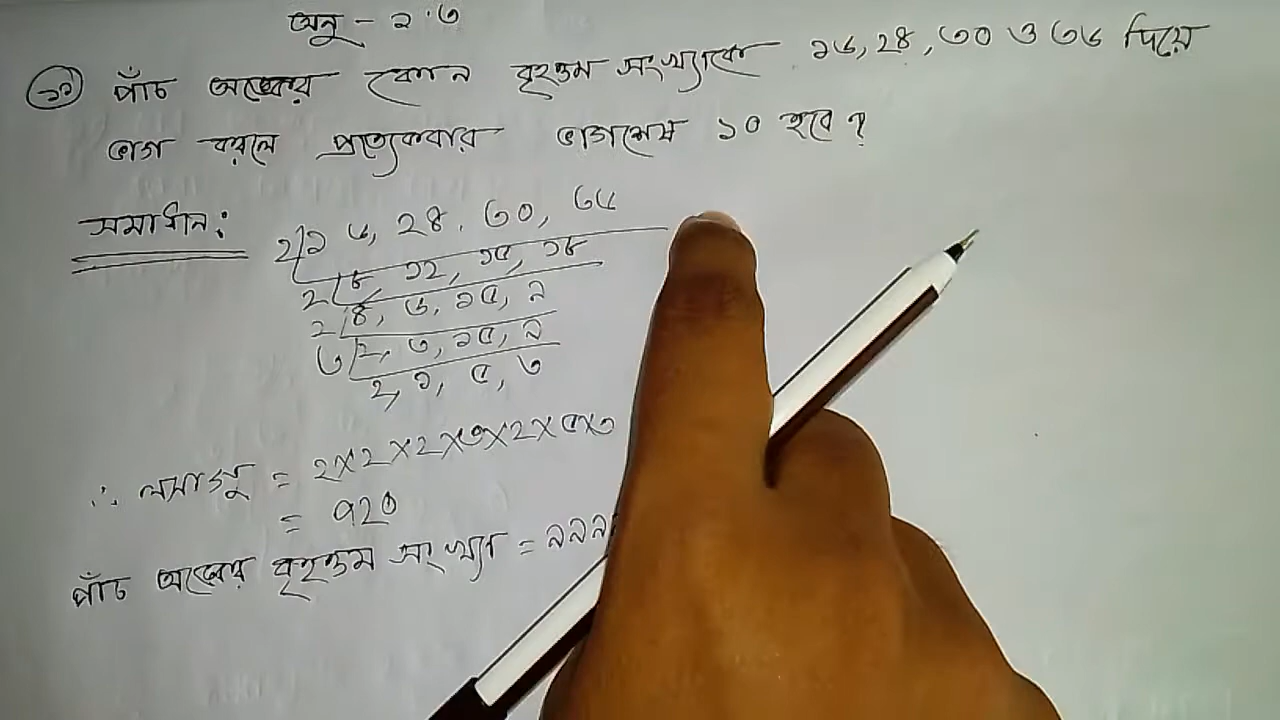 অনু - ১.৩
১১ পাঁচ অঙ্কের কোন বৃহত্তম সংখ্যাকে ১৬, ২৪, ৩০ ও ৩৬ দিয়ে
ভাগ করলে প্রত্যেকবার ভাগশেষ ১০ হবে ?
সমাধান :
২) ১৬, ২৪, ৩০, ৩৬
২) ৮, ১২, ১৫, ১৮
২) ৪, ৬, ১৫, ৯
৩) ২, ৩, ১৫, ৯
২, ১, ৫, ৩
∴ লসাগু = ২×২×২×৩×২×৫×৩
= ৭২০
পাঁচ অঙ্কের বৃহত্তম সংখ্যা = ৯৯৯